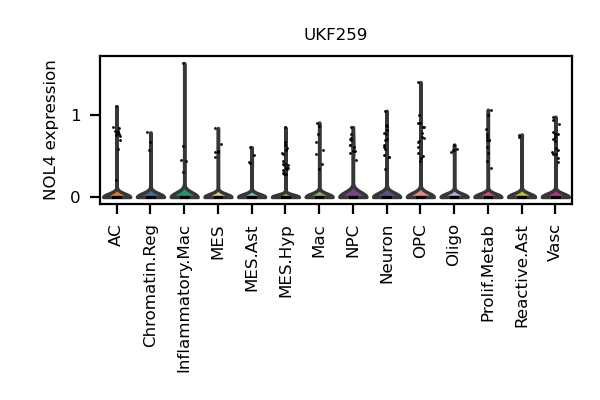 UKF259
NOL4 expression
1
0
AC
Chromatin.Reg
Inflammatory.Mac
MES
MES.Ast
MES.Hyp
Mac
NPC
Neuron
OPC
Oligo
Prolif.Metab
Reactive.Ast
Vasc